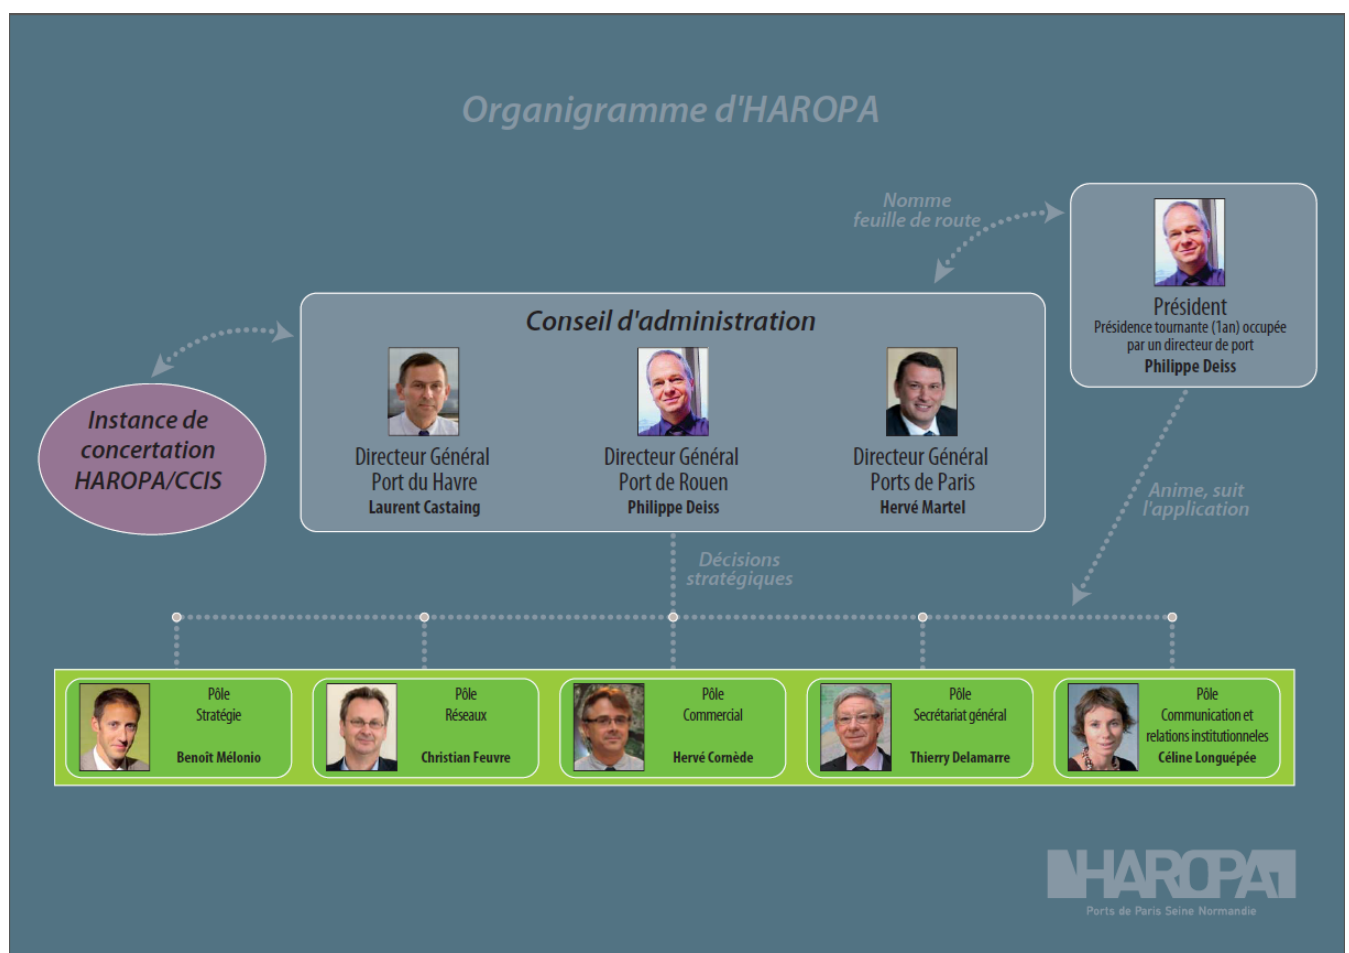 Organigramme d'HAROPA
Nomme
feuille de route
Président
Présidence tournante (1an) occupée
par un directeur de port
Philippe Deiss
Conseil d'administration
Directeur Général
Port du Havre
Laurent Castaing
Directeur Général
Port de Rouen
Philippe Deiss
Directeur Général
Ports de Paris
Hervé Martel
Instance de
concertation
HAROPA/CCIS
Anime, suit
l'application
Décisions
stratégiques
Pôle
Stratégie
Benoît Mélonio
Pôle
Réseaux
Christian Feuvre
Pôle
Commercial
Hervé Cornède
Pôle
Secrétariat général
Thierry Delamarre
Pôle
Communication et
relations institutionneles
Céline Longuépée
HAROPA
Ports de Paris Seine Normandie